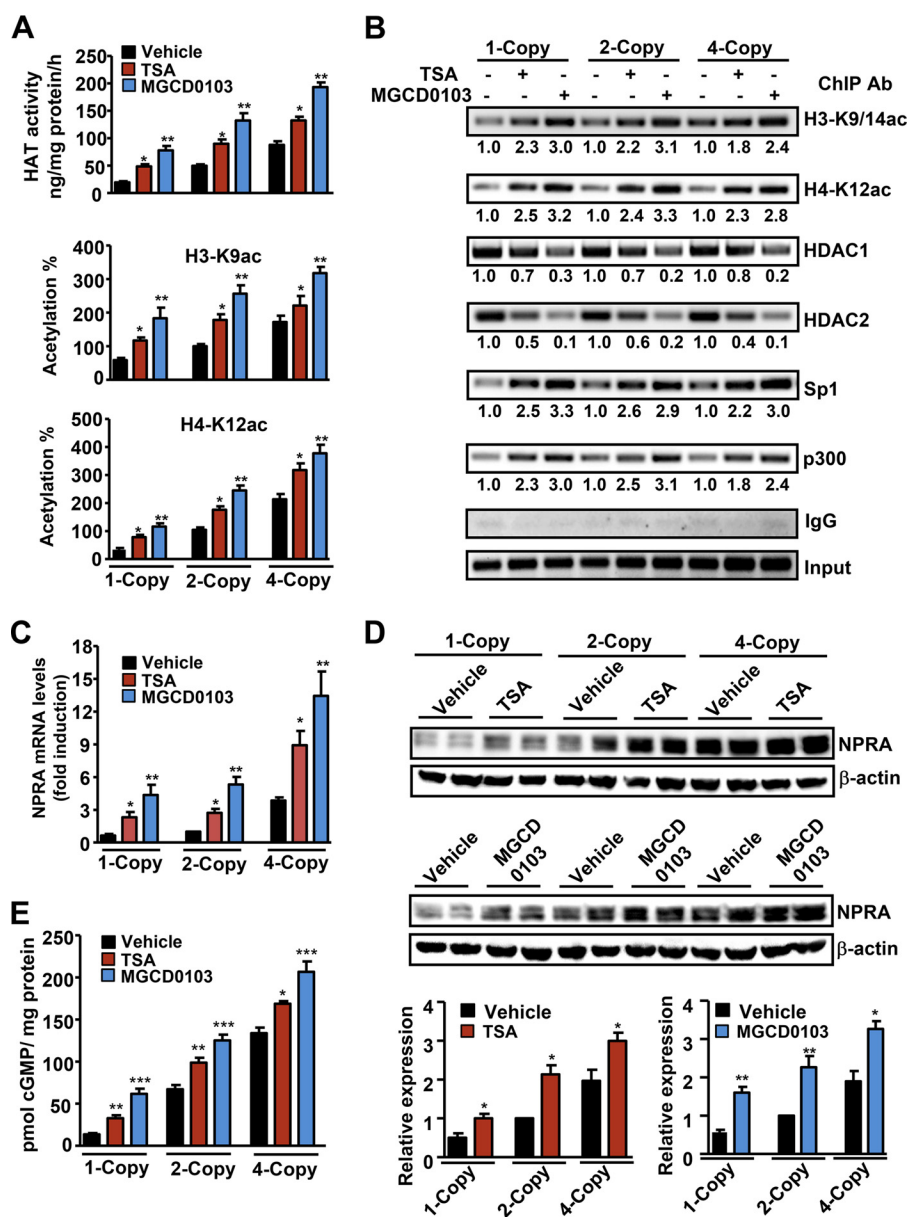 A
Vehicle
TSA
MGCD0103
HAT activity
ng/mg protein/h
250
200
150
100
50
0
* ** * ** * **
H3-K9ac
Acetylation %
400
300
200
100
0
* ** * ** * **
H4-K12ac
Acetylation %
500
400
300
200
100
0
* ** * ** * **
1-Copy 2-Copy 4-Copy
B
1-Copy 2-Copy 4-Copy
TSA - + - + - +
MGCD0103 - - + - - + - - +
ChIP Ab
H3-K9/14ac
1.0 2.3 3.0 1.0 2.2 3.1 1.0 1.8 2.4
H4-K12ac
1.0 2.5 3.2 1.0 2.4 3.3 1.0 2.3 2.8
HDAC1
1.0 0.7 0.3 1.0 0.7 0.2 1.0 0.8 0.2
HDAC2
1.0 0.5 0.1 1.0 0.6 0.2 1.0 0.4 0.1
Sp1
1.0 2.5 3.3 1.0 2.6 2.9 1.0 2.2 3.0
p300
1.0 2.3 3.0 1.0 2.5 3.1 1.0 1.8 2.4
IgG
Input
C
Vehicle
TSA
MGCD0103
NPRA mRNA levels
(fold induction)
18
15
12
9
6
3
0
* ** * ** * **
1-Copy 2-Copy 4-Copy
D
1-Copy 2-Copy 4-Copy
Vehicle TSA Vehicle TSA Vehicle TSA
NPRA
β-actin
Vehicle MGCD 0103 Vehicle MGCD 0103 Vehicle MGCD 0103
NPRA
β-actin
Vehicle
TSA
Relative expression
4
3
2
1
0
* * *
1-Copy 2-Copy 4-Copy
Vehicle
MGCD0103
Relative expression
4
3
2
1
0
** ** *
1-Copy 2-Copy 4-Copy
E
Vehicle
TSA
MGCD0103
pmol cGMP/ mg protein
250
200
150
100
50
0
** *** ** *** * ***
1-Copy 2-Copy 4-Copy